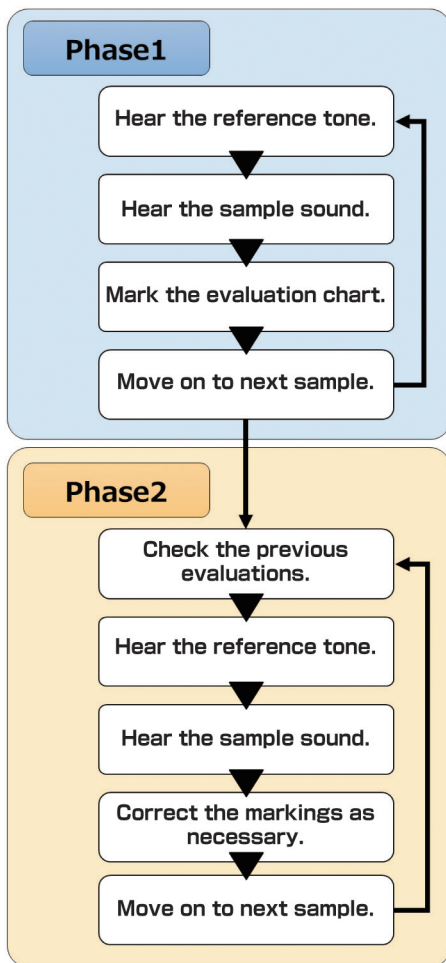 Phase1
Hear the reference tone.
Hear the sample sound.
Mark the evaluation chart.
Move on to next sample.
Phase2
Check the previous
evaluations.
Hear the reference tone.
Hear the sample sound.
Correct the markings as
necessary.
Move on to next sample.